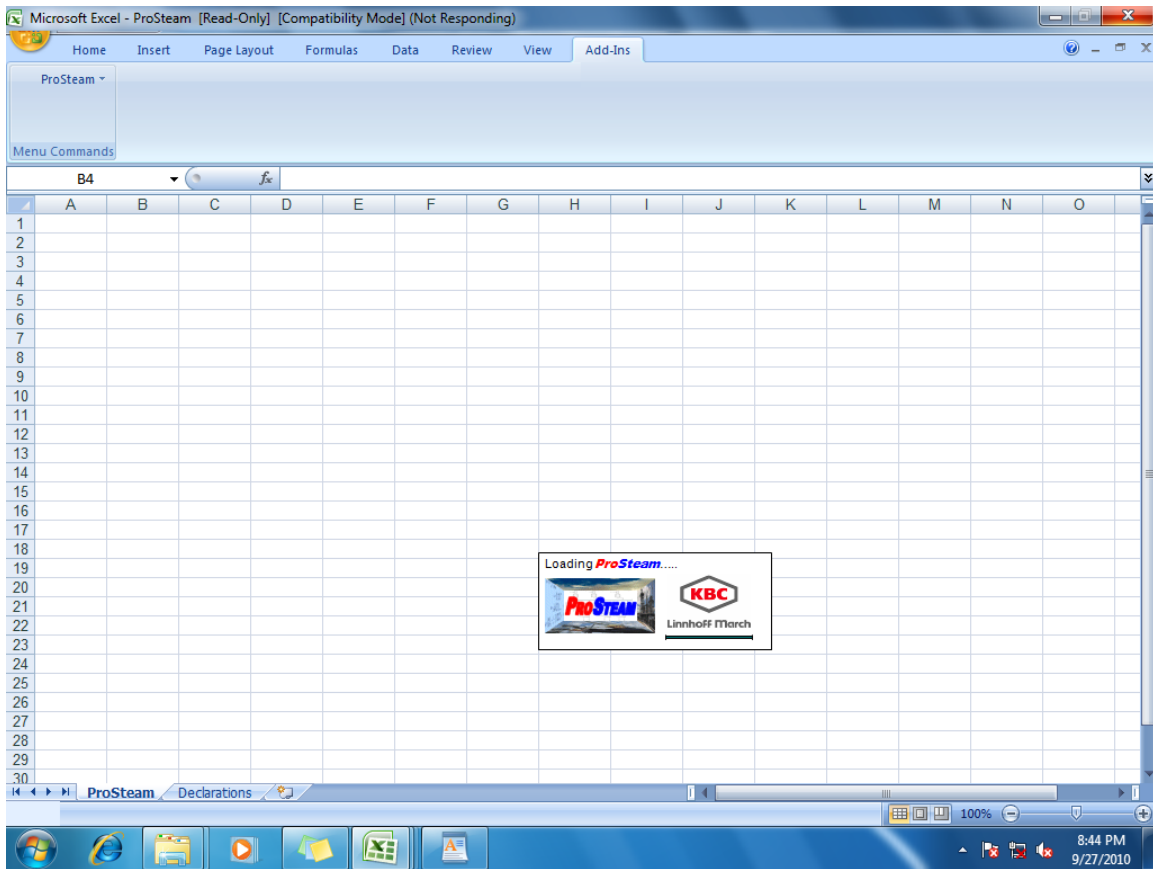 Microsoft Excel - ProSteam [Read-Only] [Compatibility Mode] (Not Responding)
Home Insert Page Layout Formulas Data Review View Add-Ins
ProSteam
Menu Commands
B4 fx
A B C D E F G H I J K L M N O
1
2
3
4
5
6
7
8
9
10
11
12
13
14
15
16
17
18
19
20
21
22
23
24
25
26
27
28
29
30
Loading ProSteam.....
PROSTEAM
KBC
Linnhoff March
ProSteam Declarations
100%
8:44 PM
9/27/2010